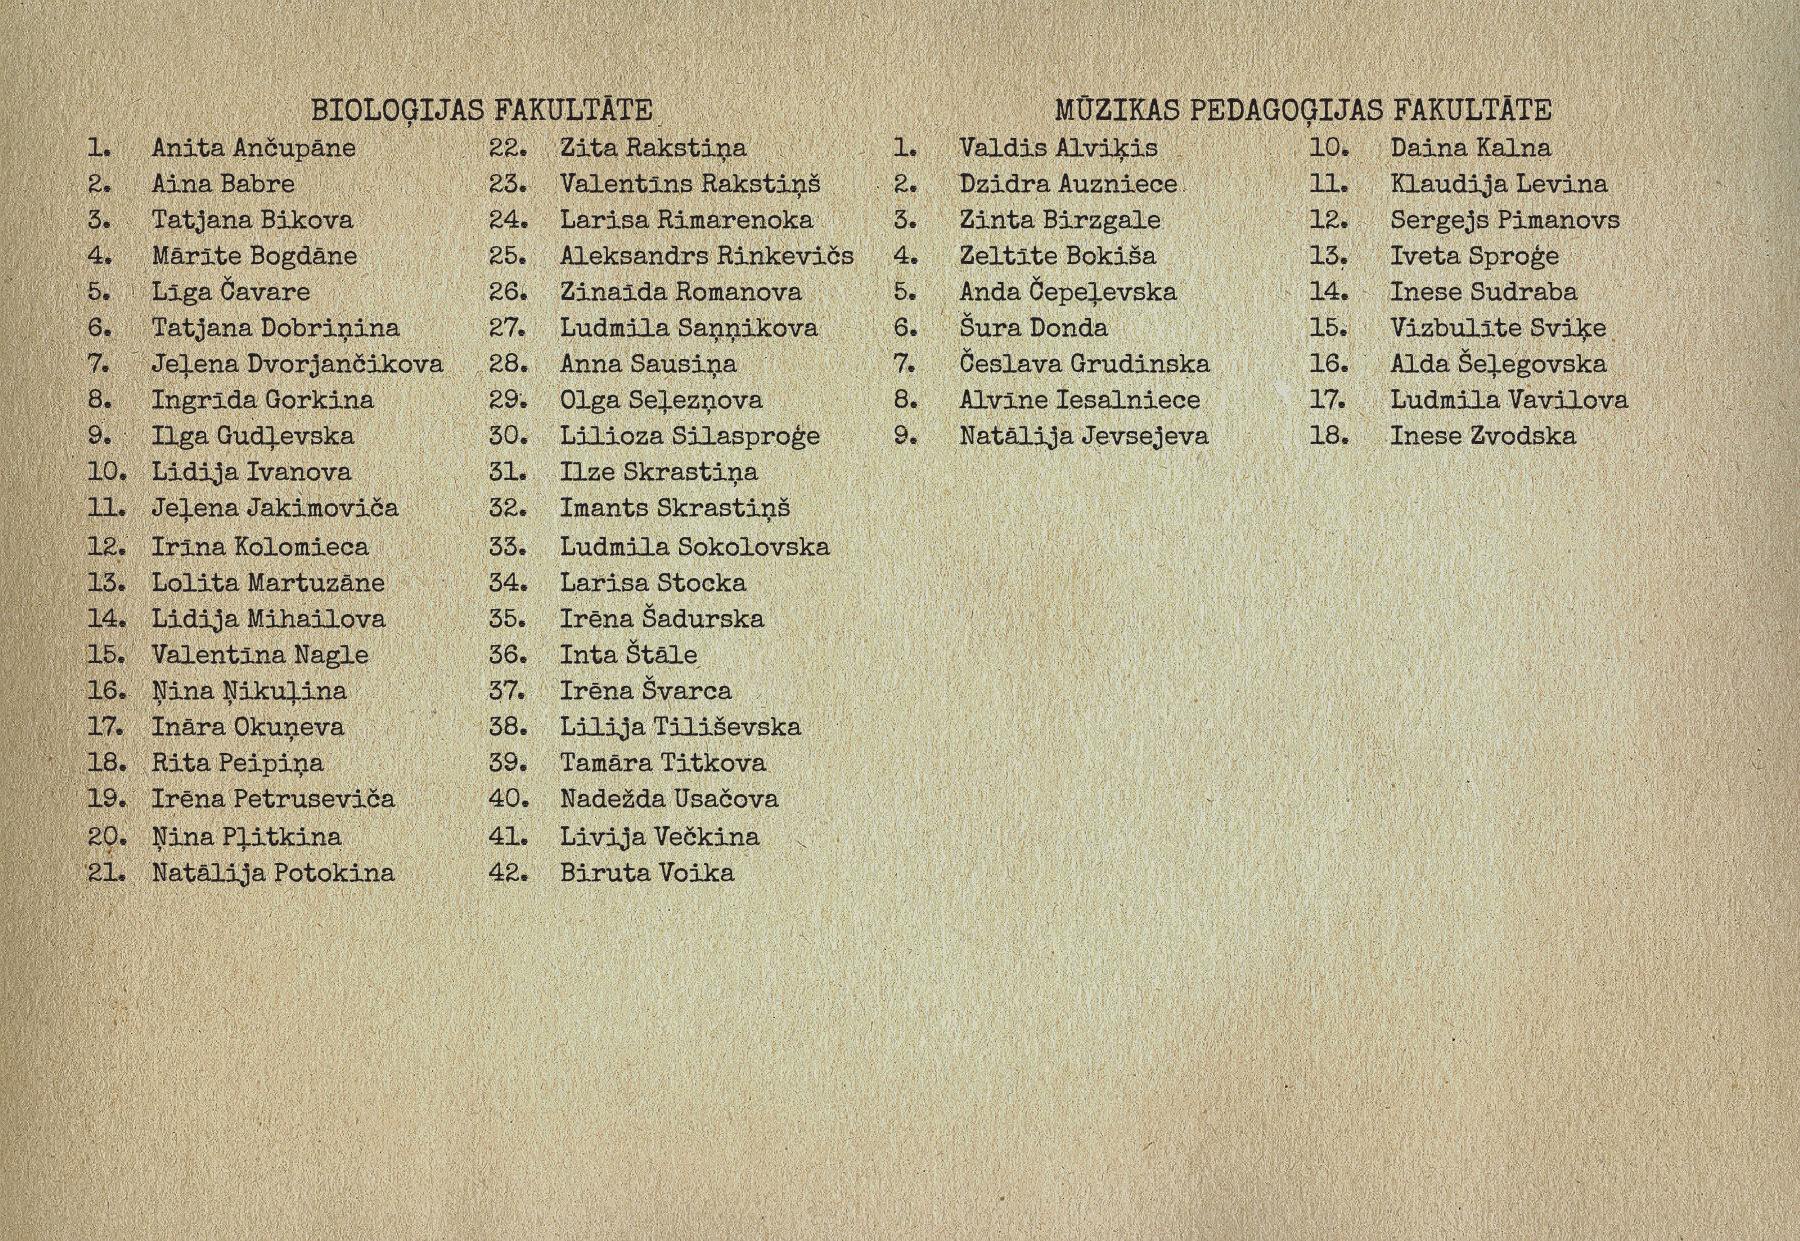 BIOLOĢIJAS FAKULTĀTE
1. Anita Ančupāne
2. Aina Babre
3. Tatjana Bikova
4. Mārīte Bogdāne
5. Līga Čavare
6. Tatjana Dobriņina
7. Jeļena Dvorjančikova
8. Ingrīda Gorkina
9. Ilga Gudļevska
10. Lidija Ivanova
11. Jeļena Jakimoviča
12. Irīna Kolomieca
13. Lolita Martuzāne
14. Lidija Mihailova
15. Valentīna Nagle
16. Ņina Ņikuļina
17. Ināra Okuņeva
18. Rita Peipiņa
19. Irēna Petruseviča
20. Ņina Pļitkina
21. Natālija Potokina
22. Zita Rakstiņa
23. Valentīns Rakstiņš
24. Larisa Rimarenoka
25. Aleksandrs Rinkevičs
26. Zinaīda Romanova
27. Ludmila Saņņikova
28. Anna Sausiņa
29. Olga Seļezņova
30. Lilioza Silasproģe
31. Ilze Skrastiņa
32. Imants Skrastiņš
33. Ludmila Sokolovska
34. Larisa Stocka
35. Irēna Šadurska
36. Inta Štāle
37. Irēna Švarca
38. Lilija Tiliševska
39. Tamāra Titkova
40. Nadežda Usačova
41. Livija Večkina
42. Biruta Voika
MŪZIKAS PEDAGOĢIJAS FAKULTĀTE
1. Valdis Alviķis
2. Dzidra Auzniece
3. Zinta Birzgale
4. Zeltīte Bokiša
5. Anda Čepeļevska
6. Šura Donda
7. Česlava Grudinska
8. Alvīne Iesalniece
9. Natālija Jevsejeva
10. Daina Kalna
11. Klaudija Levina
12. Sergejs Pimanovs
13. Iveta Sproģe
14. Inese Sudraba
15. Vizbulīte Sviķe
16. Alda Šeļegovska
17. Ludmila Vavilova
18. Inese Zvodska